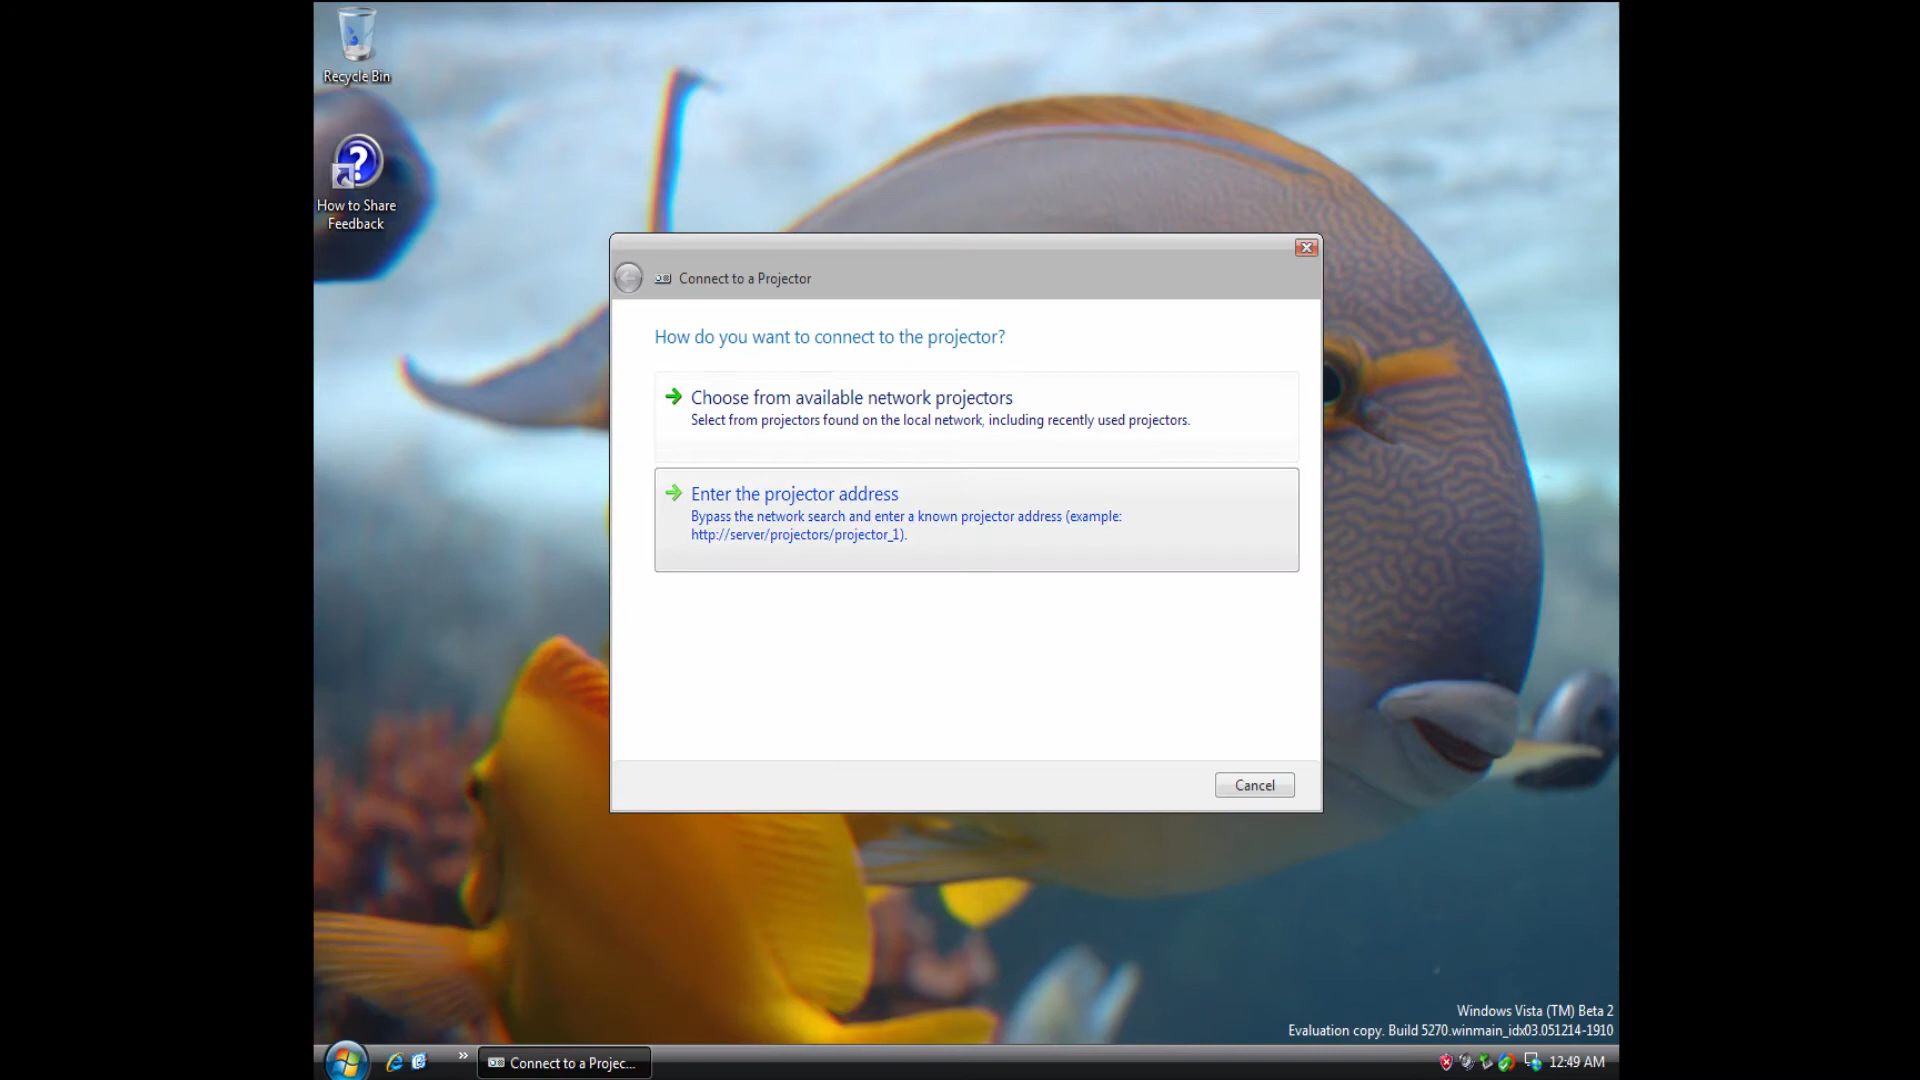 Recycle Bin
How to Share
Feedback
Connect to a Projector
How do you want to connect to the projector?
Choose from available network projectors
Select from projectors found on the local network, including recently used projectors.
Enter the projector address
Bypass the network search and enter a known projector address (example:
http://server/projectors/projector_1).
Cancel
Windows Vista (TM) Beta 2
Evaluation copy. Build 5270.winmain_idx03.051214-1910
Connect to a Projec...
12:49 AM